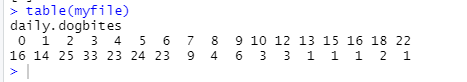 > table(myfile)
daily.dogbites
0 1 2 3 4 5 6 7 8 9 10 12 13 15 16 18 22
16 14 25 33 23 24 23 9 4 6 3 3 1 1 1 2 1
>